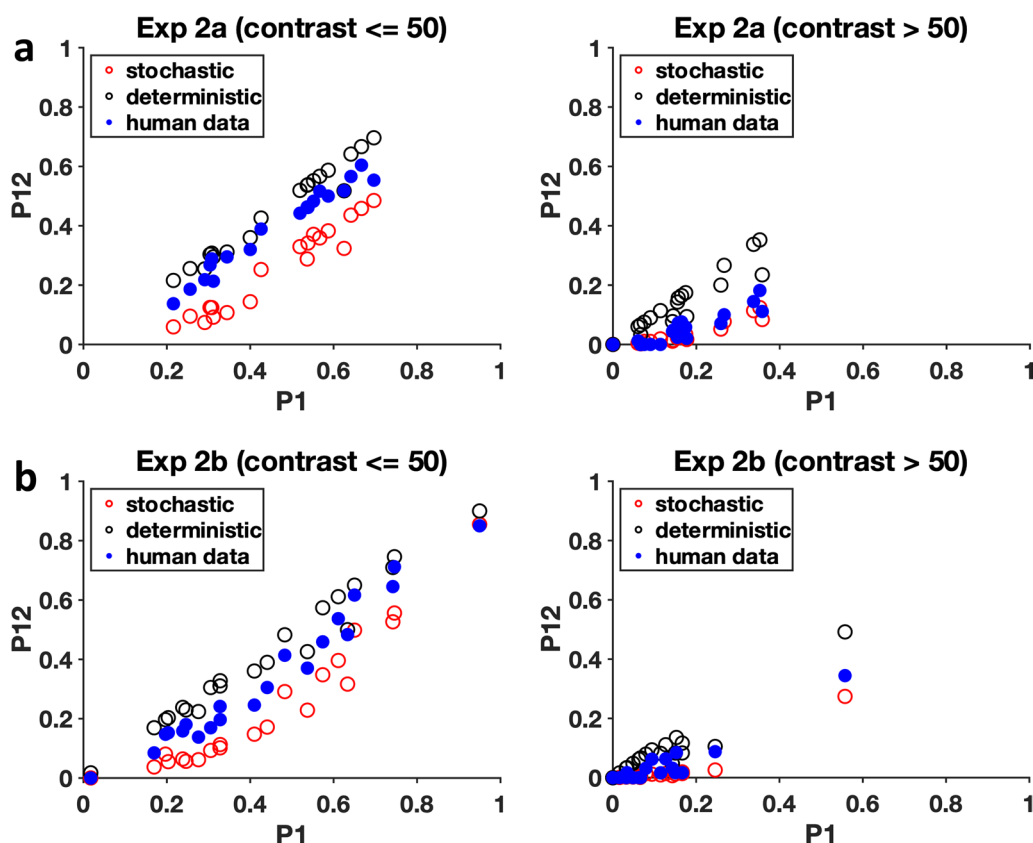 a
Exp 2a (contrast <= 50)
1
0.8
0.6
0.4
0.2
0
P12
stochastic
deterministic
human data
0 0.2 0.4 0.6 0.8 1
P1
Exp 2a (contrast > 50)
1
0.8
0.6
0.4
0.2
0
P12
stochastic
deterministic
human data
0 0.2 0.4 0.6 0.8 1
P1
b
Exp 2b (contrast <= 50)
1
0.8
0.6
0.4
0.2
0
P12
stochastic
deterministic
human data
0 0.2 0.4 0.6 0.8 1
P1
Exp 2b (contrast > 50)
1
0.8
0.6
0.4
0.2
0
P12
stochastic
deterministic
human data
0 0.2 0.4 0.6 0.8 1
P1